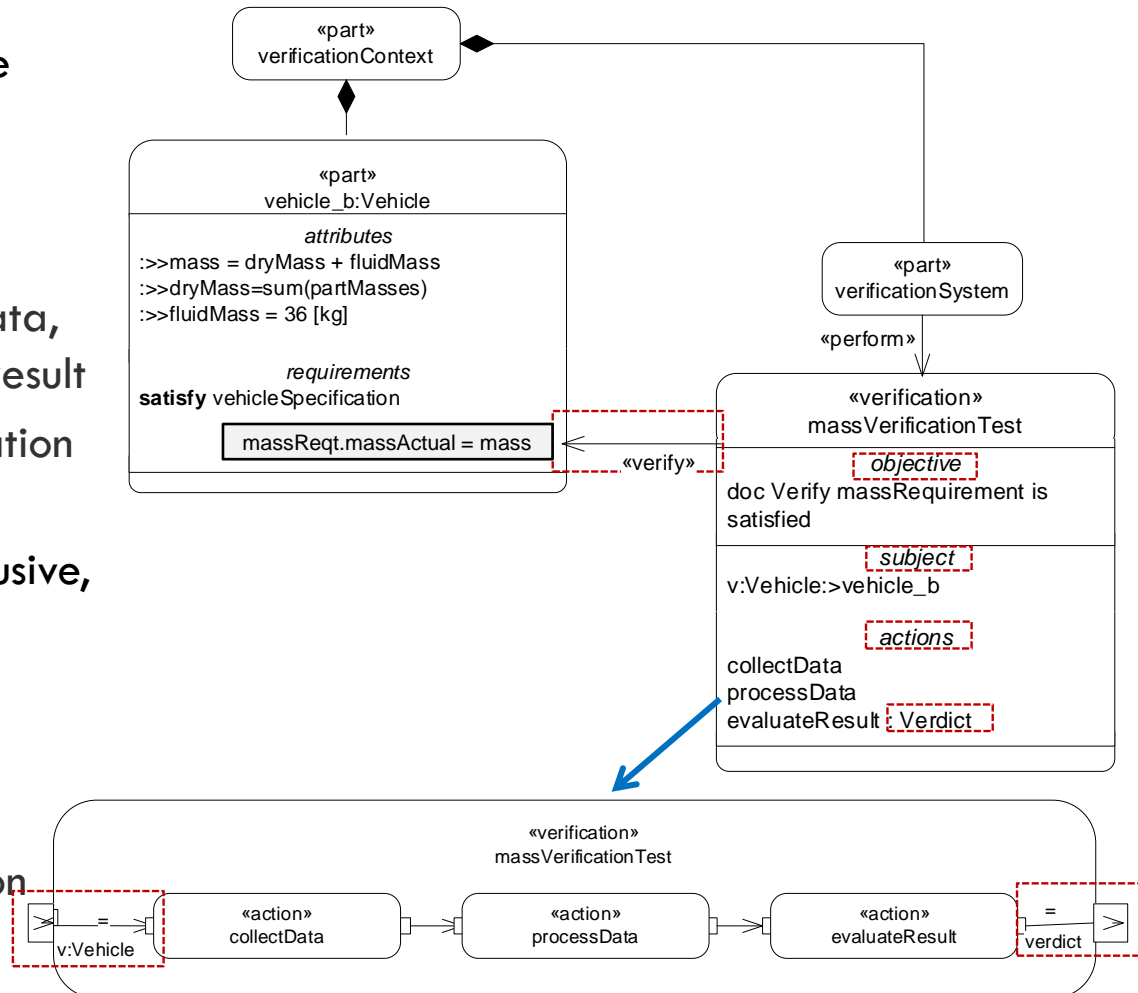 e
ata,
result
ation
usive,
on
«part»
verificationContext
«part»
vehicle_b:Vehicle
attributes
:>>mass = dryMass + fluidMass
:>>dryMass=sum(partMasses)
:>>fluidMass = 36 [kg]
requirements
satisfy vehicleSpecification
massReqt.massActual = mass
«verify»
«part»
verificationSystem
«perform»
«verification»
massVerificationTest
objective
doc Verify massRequirement is
satisfied
subject
v:Vehicle:>vehicle_b
actions
collectData
processData
evaluateResult : Verdict
«verification»
massVerificationTest
=
v:Vehicle
«action»
collectData
«action»
processData
«action»
evaluateResult
=
verdict